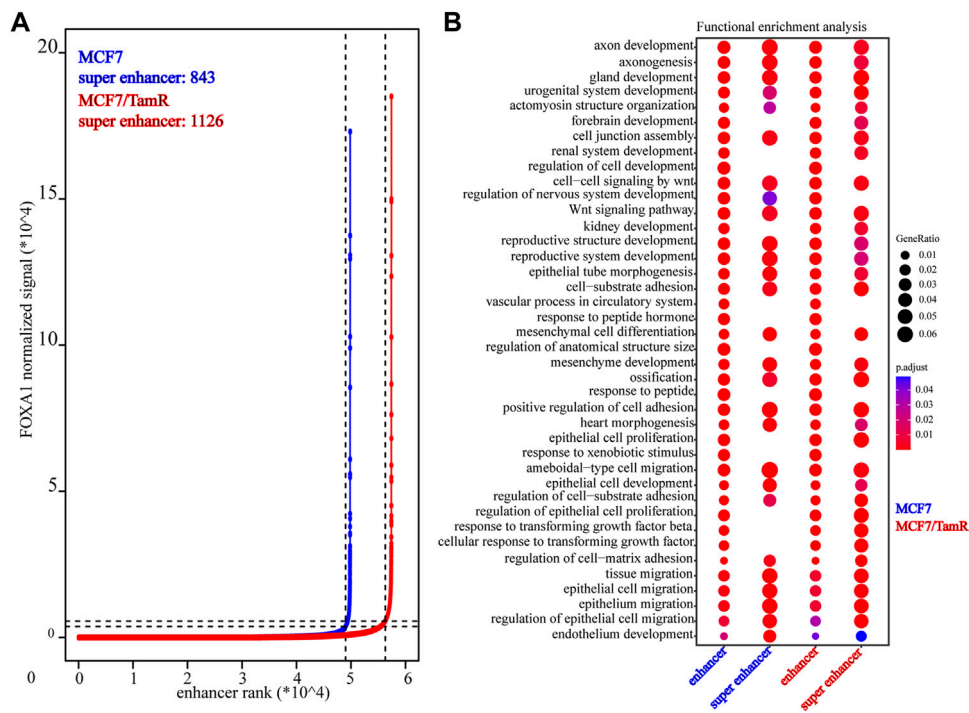 A
MCF7
super enhancer: 843
MCF7/TamR
super enhancer: 1126
FOXA1 normalized signal (*10^4)
20
15
10
5
0
0
0
1
2
3
4
5
6
enhancer rank (*10^4)
B
Functional enrichment analysis
axon development
axonogenesis
gland development
urogenital system development
actomyosin structure organization
forebrain development
cell junction assembly
renal system development
regulation of cell development
cell−cell signaling by wnt
regulation of nervous system development
Wnt signaling pathway
kidney development
reproductive structure development
reproductive system development
epithelial tube morphogenesis
cell−substrate adhesion
vascular process in circulatory system
response to peptide hormone
mesenchymal cell differentiation
regulation of anatomical structure size
mesenchyme development
ossification
response to peptide
positive regulation of cell adhesion
heart morphogenesis
epithelial cell proliferation
response to xenobiotic stimulus
ameboidal−type cell migration
epithelial cell development
regulation of cell−substrate adhesion
regulation of epithelial cell proliferation
response to transforming growth factor beta
cellular response to transforming growth factor
regulation of cell−matrix adhesion
tissue migration
epithelial cell migration
epithelium migration
regulation of epithelial cell migration
endothelium development
enhancer
super enhancer
enhancer
super enhancer
GeneRatio
0.01
0.02
0.03
0.04
0.05
0.06
p.adjust
0.04
0.03
0.02
0.01
MCF7
MCF7/TamR